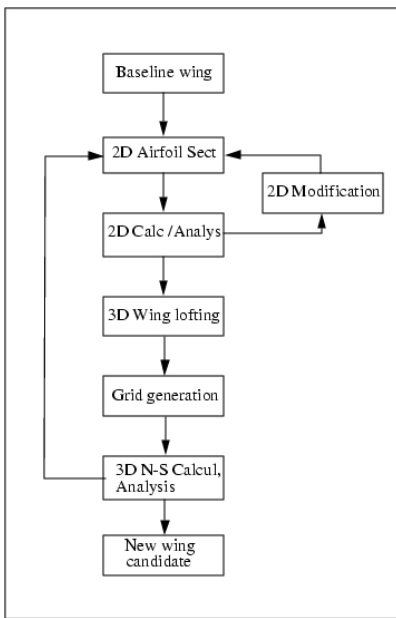 Baseline wing
2D Airfoil Sect
2D Modification
2D Calc /Analys
3D Wing lofting
Grid generation
3D N-S Calcul,
Analysis
New wing
candidate